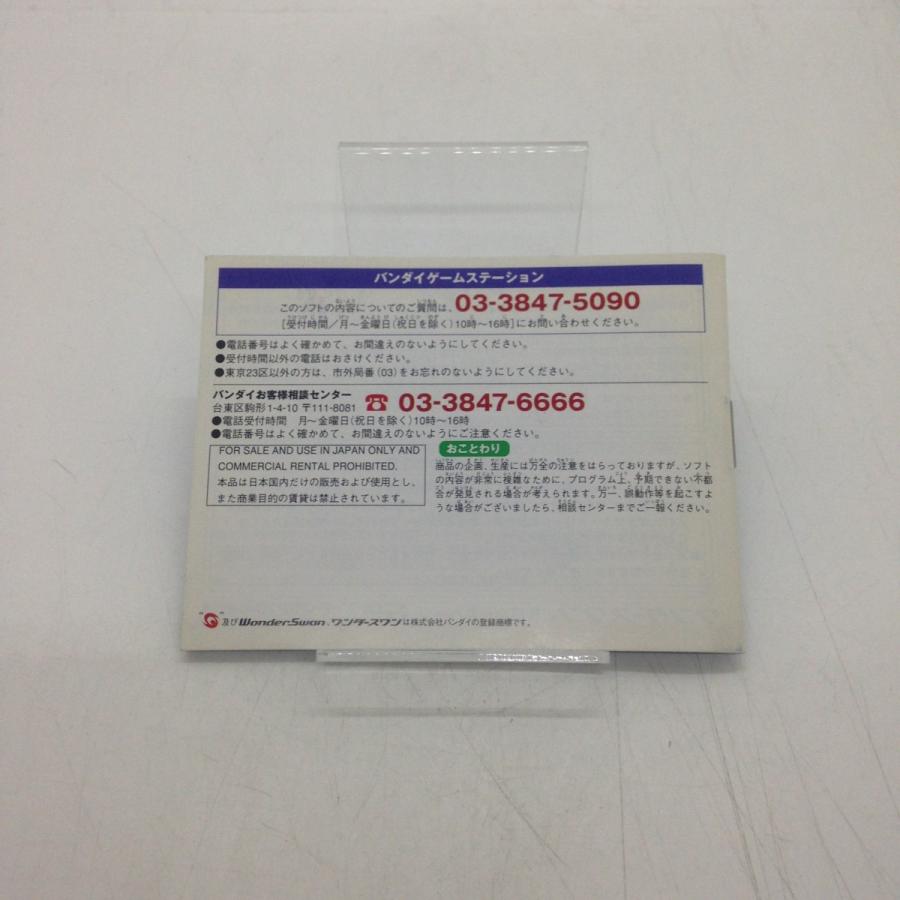 バンダイゲームステーション
このソフトの内容についてのご質問は、03-3847-5090
[受付時間/月〜金曜日(祝日を除く)10時〜16時]にお問い合わせください。
●電話番号はよく確かめて、お間違えのないようにしてください。
●受付時間以外の電話はおさけください。
●東京23区以外の方は、市外局番(03)をお忘れのないようにしてください。
バンダイお客様相談センター
台東区駒形1-4-10 〒111-8081 ☎ 03-3847-6666
●電話受付時間 月〜金曜日(祝日を除く)10時〜16時
●電話番号はよく確かめて、お間違えのないようにご注意ください。
FOR SALE AND USE IN JAPAN ONLY AND
COMMERCIAL RENTAL PROHIBITED.
本品は日本国内だけの販売および使用とし、
また商業目的の賃貸は禁止されています。
おことわり
商品の企画、生産には万全の注意をはらっておりますが、ソフト
の内容が非常に複雑なために、プログラム上、予期できない不都
合が発見される場合が考えられます。万一、誤動作等を起こすよ
うな場合がございましたら、相談センターまでご一報ください。
" "及びWonderSwan、ワンダースワンは株式会社バンダイの登録商標です。